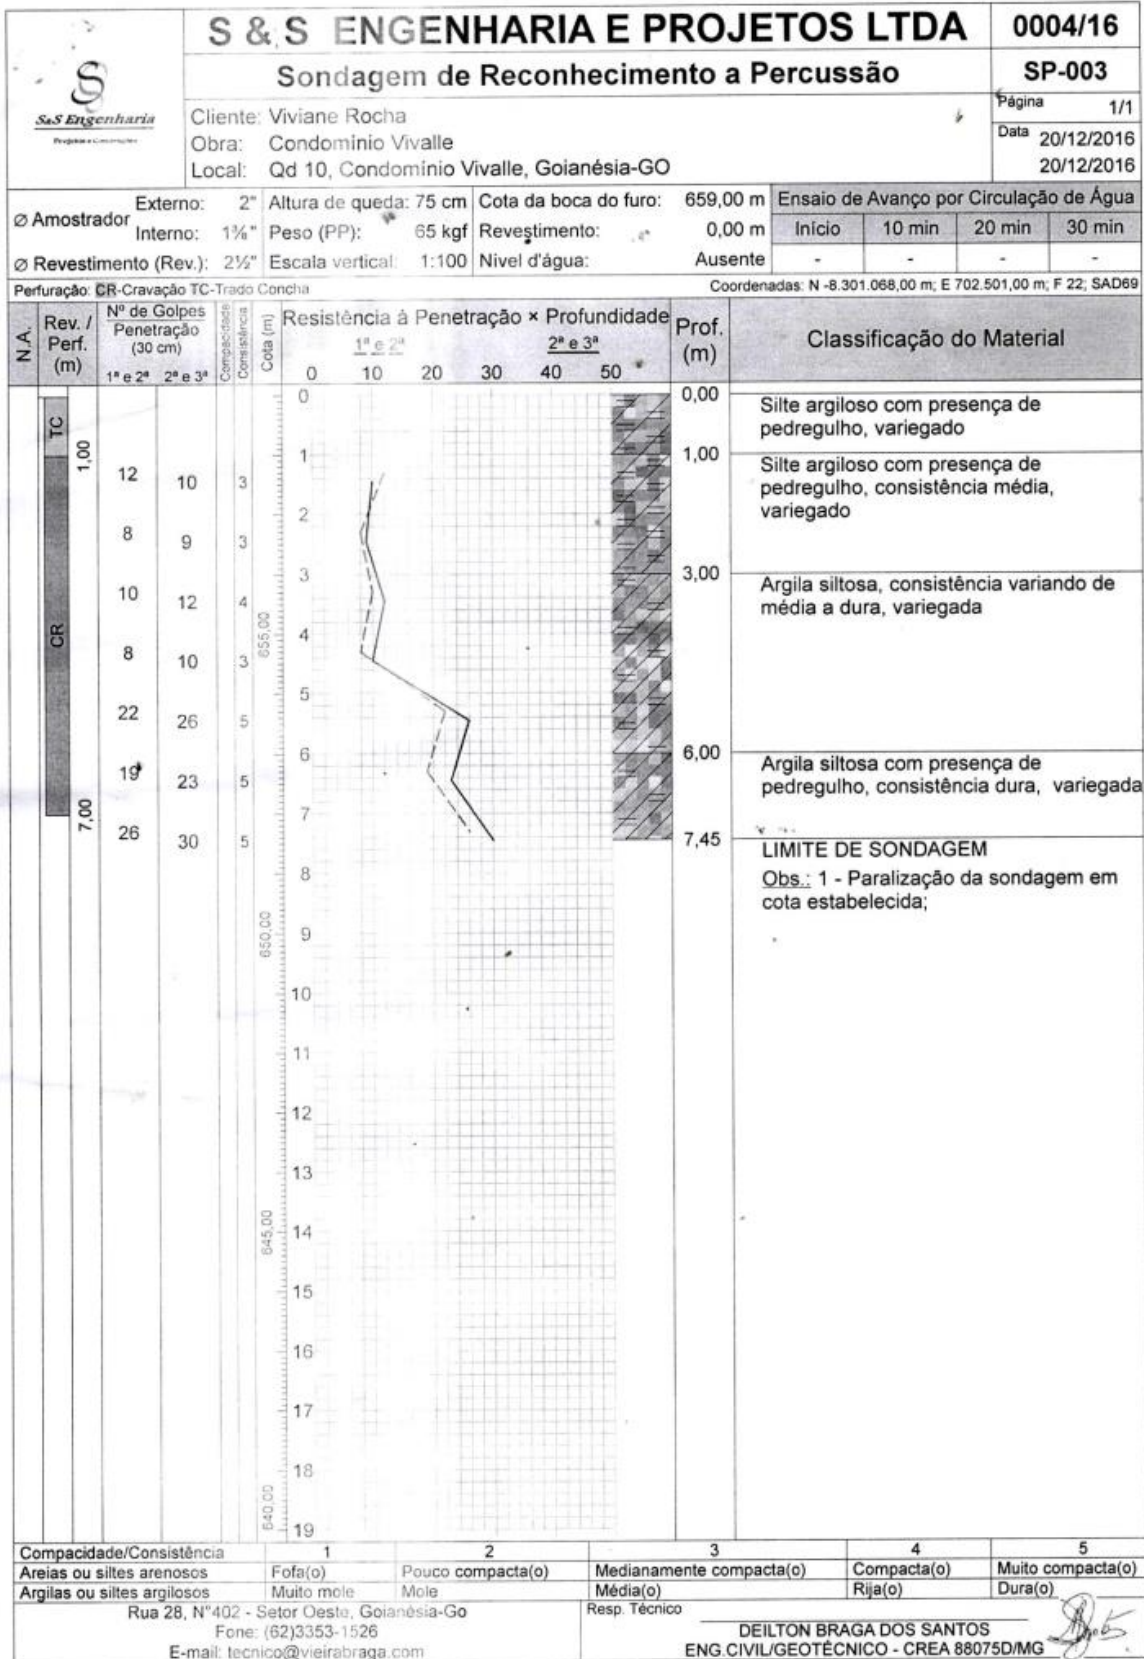 S & S ENGENHARIA E PROJETOS LTDA
0004/16
Sondagem de Reconhecimento a Percussão
SP-003
S&S Engenharia
Cliente: Viviane Rocha
Obra: Condomínio Vivalle
Local: Qd 10, Condomínio Vivalle, Goianésia-GO
Página 1/1
Data 20/12/2016
20/12/2016
Ø Amostrador Externo: 2"
Interno: 1⅜"
Ø Revestimento (Rev.): 2½"
Altura de queda: 75 cm
Peso (PP): 65 kgf
Escala vertical: 1:100
Cota da boca do furo: 659,00 m
Revestimento: 0,00 m
Nivel d'água: Ausente
Ensaio de Avanço por Circulação de Água
Início 10 min 20 min 30 min
- - - -
Perfuração: CR-Cravação TC-Trado Concha
Coordenadas: N -8.301.068,00 m; E 702.501,00 m; F 22; SAD69
N.A.
Rev. / Perf. (m)
Nº de Golpes
Penetração
(30 cm)
1ª e 2ª 2ª e 3ª
Compacidade
Consistência
Cota (m)
Resistência à Penetração × Profundidade
1ª e 2ª 2ª e 3ª
0 10 20 30 40 50
Prof. (m)
Classificação do Material
TC
1,00
CR
7,00
12 10 3
8 9 3
10 12 4
8 10 3
22 26 5
19 23 5
26 30 5
655,00
650,00
645,00
640,00
0
1
2
3
4
5
6
7
8
9
10
11
12
13
14
15
16
17
18
19
0,00
Silte argiloso com presença de
pedregulho, variegado
1,00
Silte argiloso com presença de
pedregulho, consistência média,
variegado
3,00
Argila siltosa, consistência variando de
média a dura, variegada
6,00
Argila siltosa com presença de
pedregulho, consistência dura, variegada
7,45
LIMITE DE SONDAGEM
Obs.: 1 - Paralização da sondagem em
cota estabelecida;
Compacidade/Consistência 1 2 3 4 5
Areias ou siltes arenosos Fofa(o) Pouco compacta(o) Medianamente compacta(o) Compacta(o) Muito compacta(o)
Argilas ou siltes argilosos Muito mole Mole Média(o) Rija(o) Dura(o)
Rua 28, N°402 - Setor Oeste, Goianésia-Go
Fone: (62)3353-1526
E-mail: tecnico@vieirabraga.com
Resp. Técnico
DEILTON BRAGA DOS SANTOS
ENG.CIVIL/GEOTÉCNICO - CREA 88075D/MG